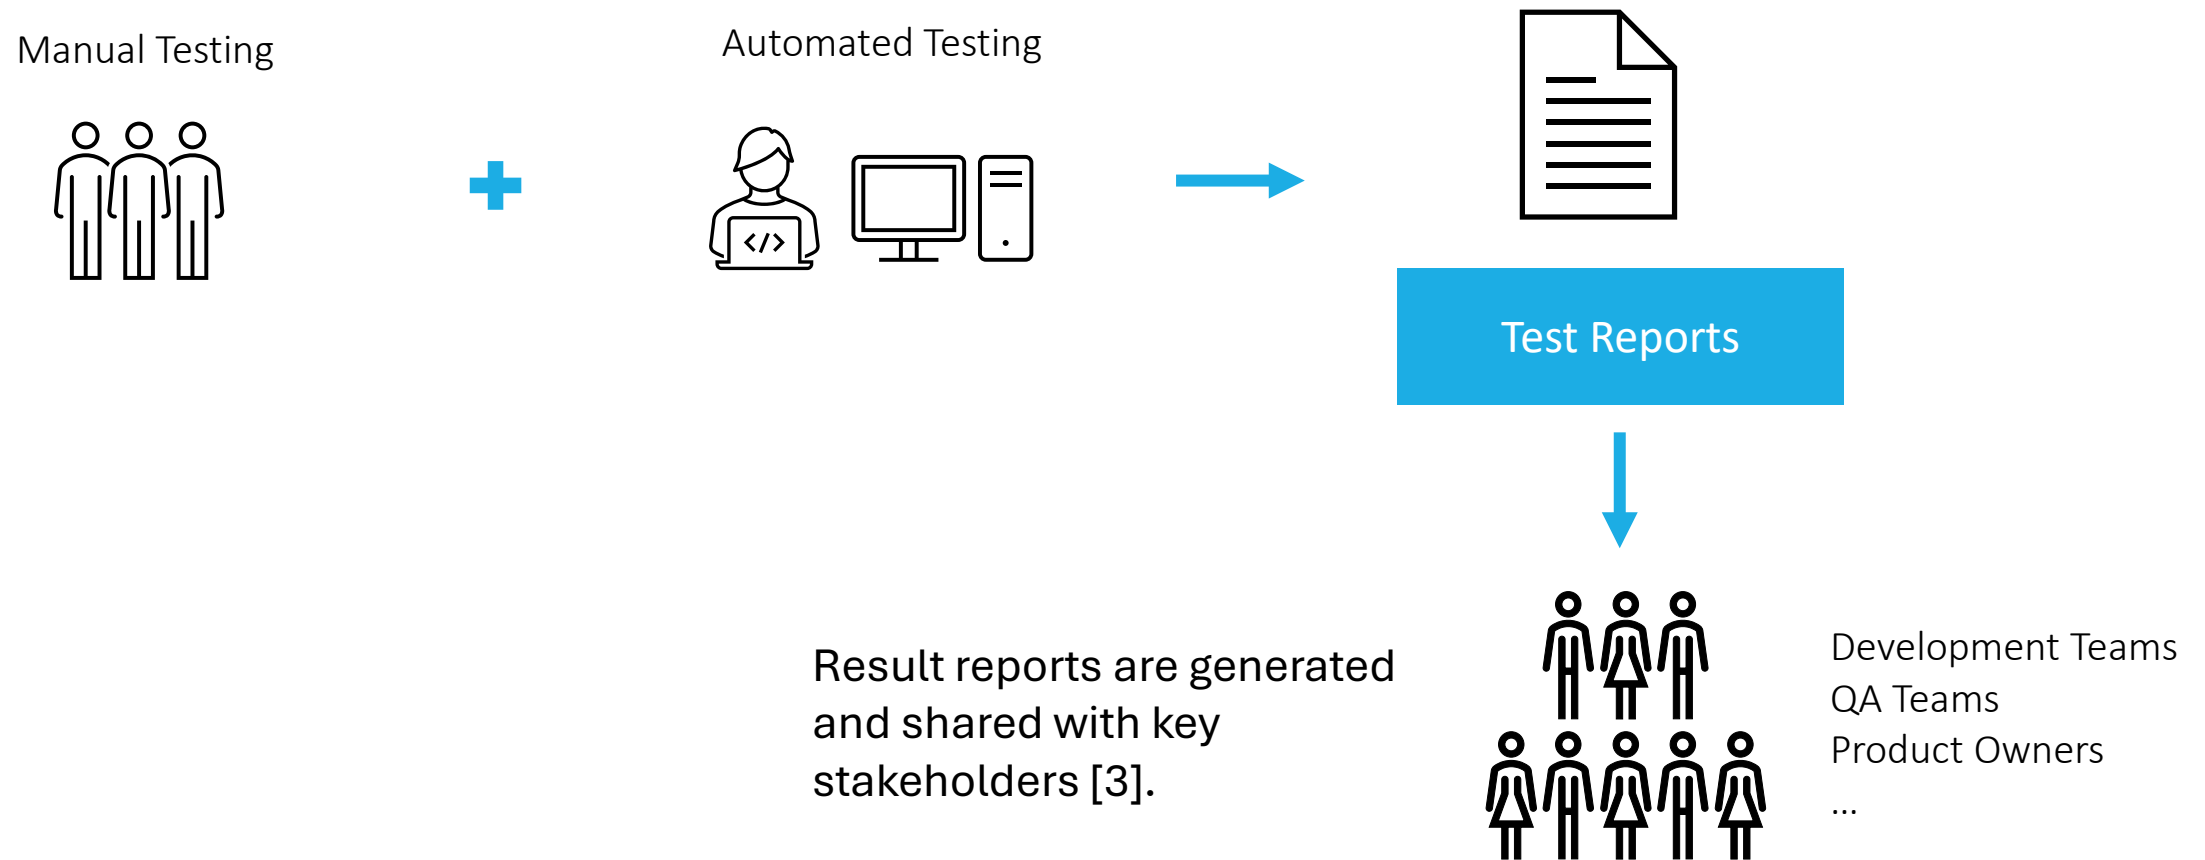 Manual Testing
Automated Testing
</>
Test Reports
Result reports are generated
and shared with key
stakeholders [3].
Development Teams
QA Teams
Product Owners
...